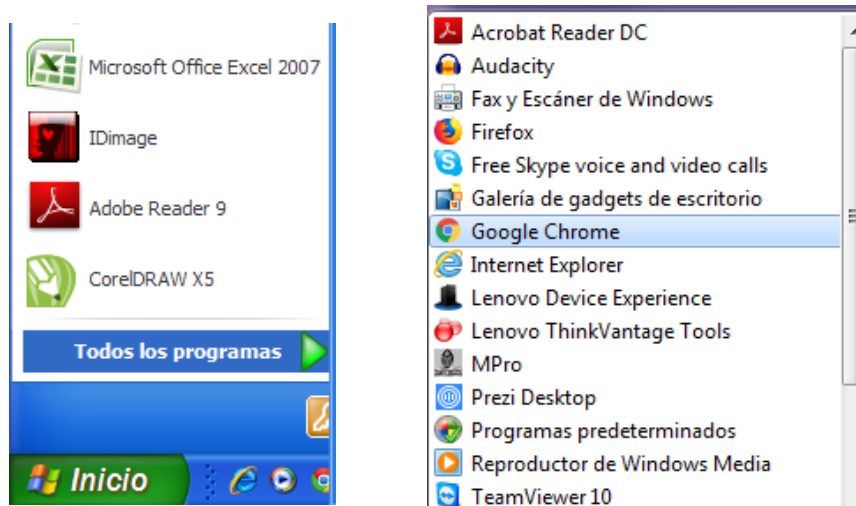 Microsoft Office Excel 2007
IDimage
Adobe Reader 9
CorelDRAW X5
Todos los programas
Inicio
Acrobat Reader DC
Audacity
Fax y Escáner de Windows
Firefox
Free Skype voice and video calls
Galería de gadgets de escritorio
Google Chrome
Internet Explorer
Lenovo Device Experience
Lenovo ThinkVantage Tools
MPro
Prezi Desktop
Programas predeterminados
Reproductor de Windows Media
TeamViewer 10